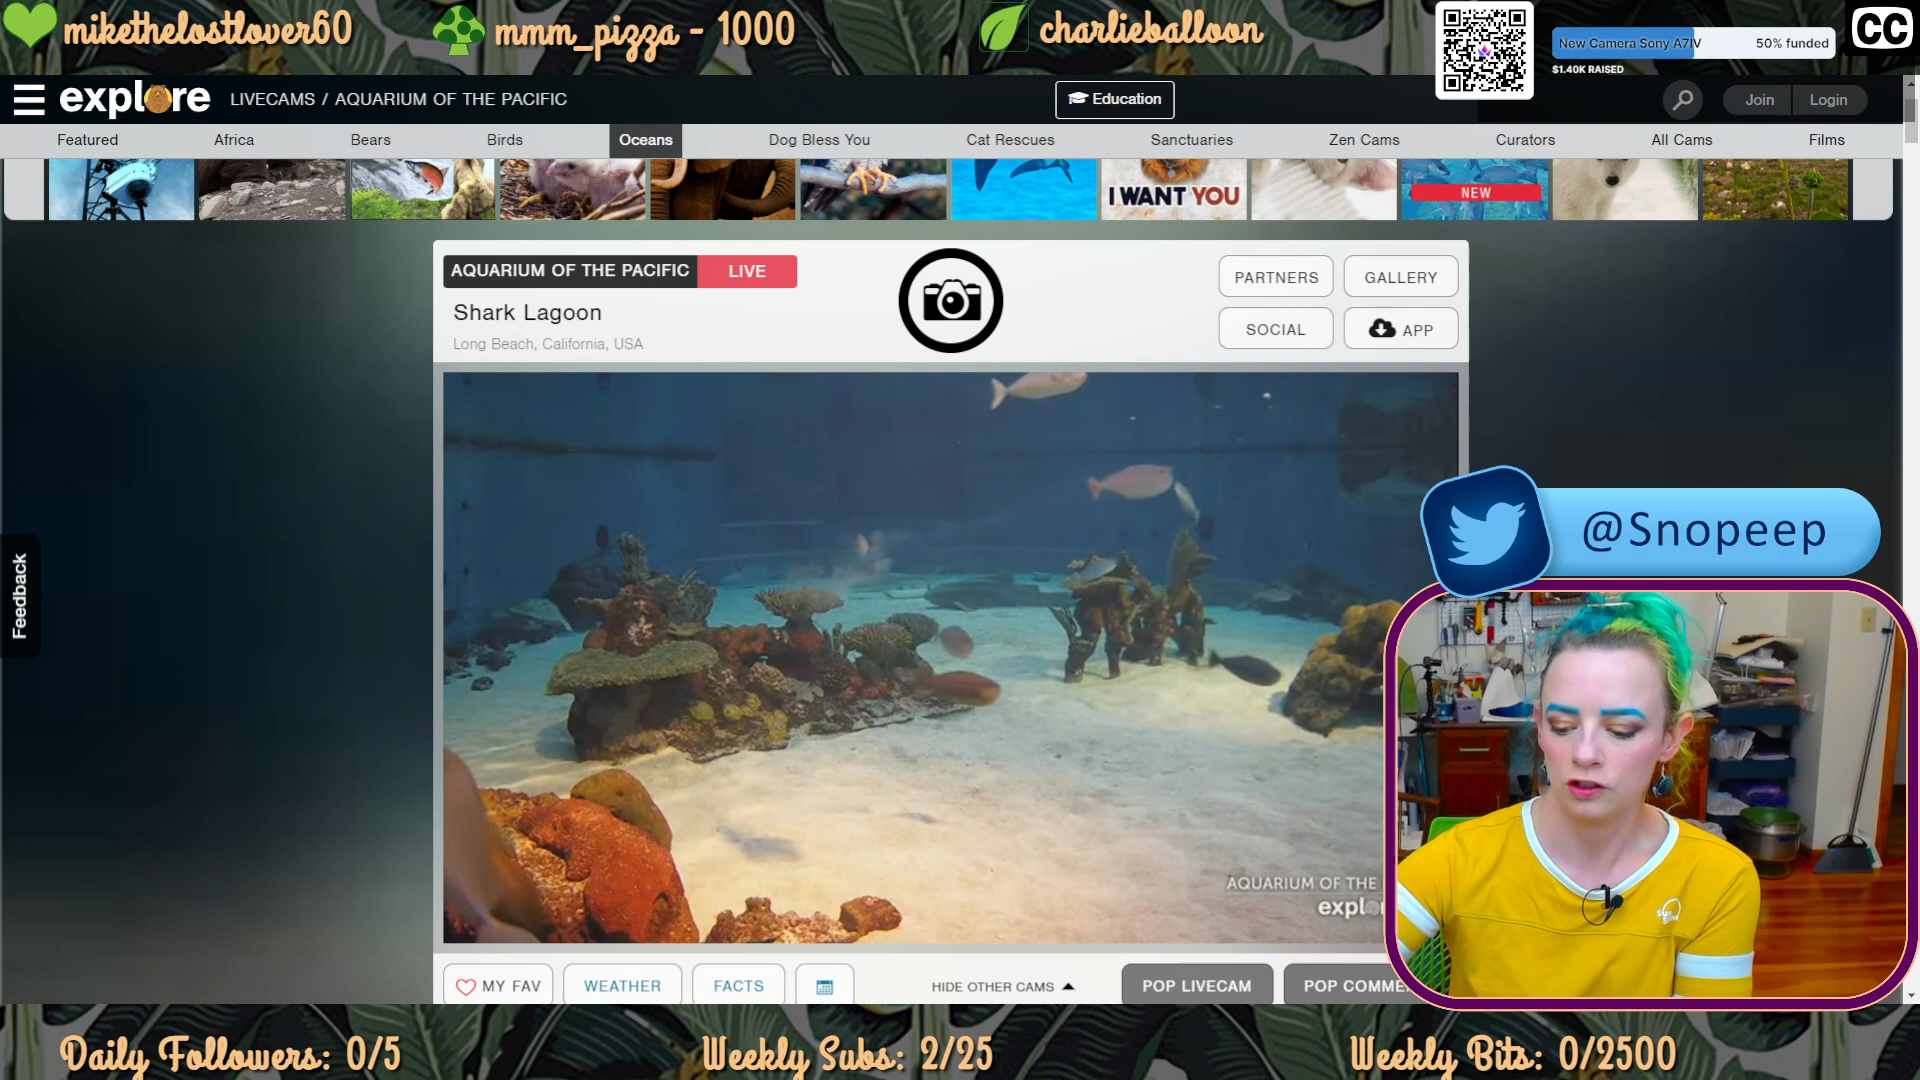 mikethelostlover60
mmm_pizza - 1000
charlieballoon
New Camera Sony A7IV 50% funded
$1.40K RAISED
CC
explore LIVECAMS / AQUARIUM OF THE PACIFIC
Education
Join Login
Featured Africa Bears Birds Oceans Dog Bless You Cat Rescues Sanctuaries Zen Cams Curators All Cams Films
I WANT YOU
NEW
AQUARIUM OF THE PACIFIC LIVE
Shark Lagoon
Long Beach, California, USA
PARTNERS GALLERY
SOCIAL APP
@Snopeep
Feedback
AQUARIUM OF THE
explor
MY FAV WEATHER FACTS HIDE OTHER CAMS POP LIVECAM POP COMME
Daily Followers: 0/5 Weekly Subs: 2/25 Weekly Bits: 0/2500